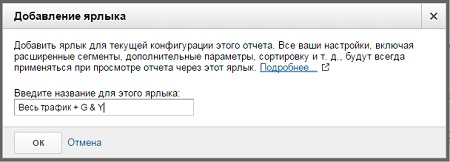 Добавление ярлыка
Добавить ярлык для текущей конфигурации этого отчета. Все ваши настройки, включая
расширенные сегменты, дополнительные параметры, сортировку и т. д., будут всегда
применяться при просмотре отчета через этот ярлык. Подробнее...
Введите название для этого ярлыка:
Весь трафик + G & Y
ОК Отмена